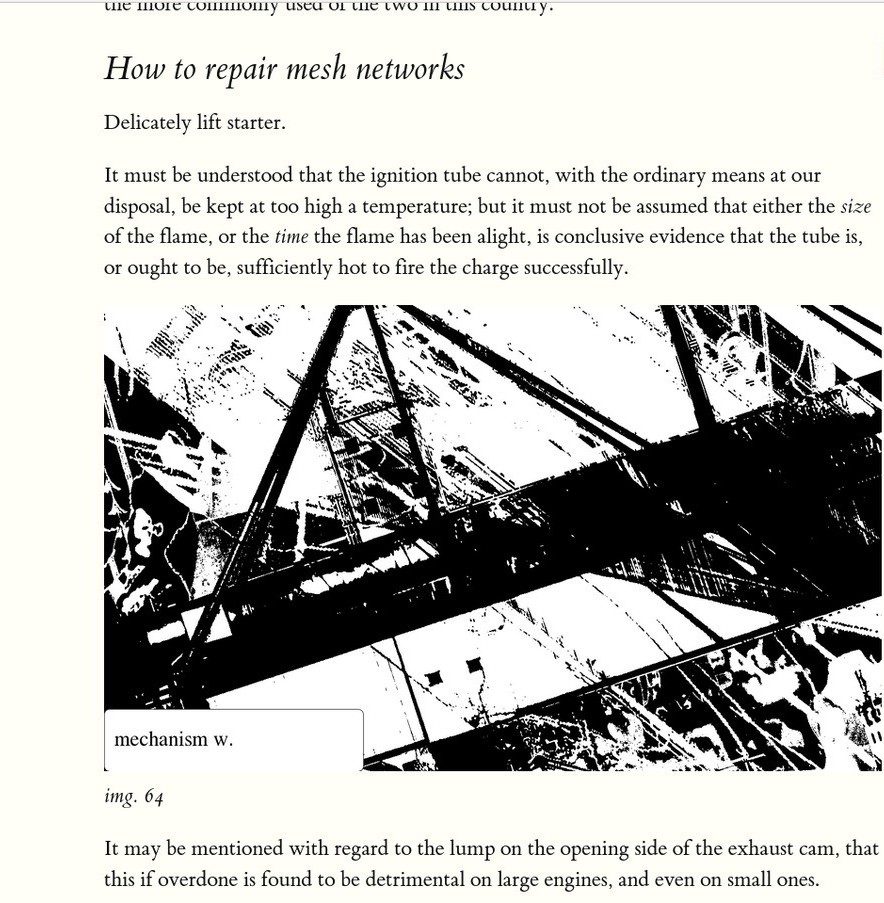 the more commonly used of the two in this country.
How to repair mesh networks
Delicately lift starter.
It must be understood that the ignition tube cannot, with the ordinary means at our
disposal, be kept at too high a temperature; but it must not be assumed that either the size
of the flame, or the time the flame has been alight, is conclusive evidence that the tube is,
or ought to be, sufficiently hot to fire the charge successfully.
mechanism w.
img. 64
It may be mentioned with regard to the lump on the opening side of the exhaust cam, that
this if overdone is found to be detrimental on large engines, and even on small ones.